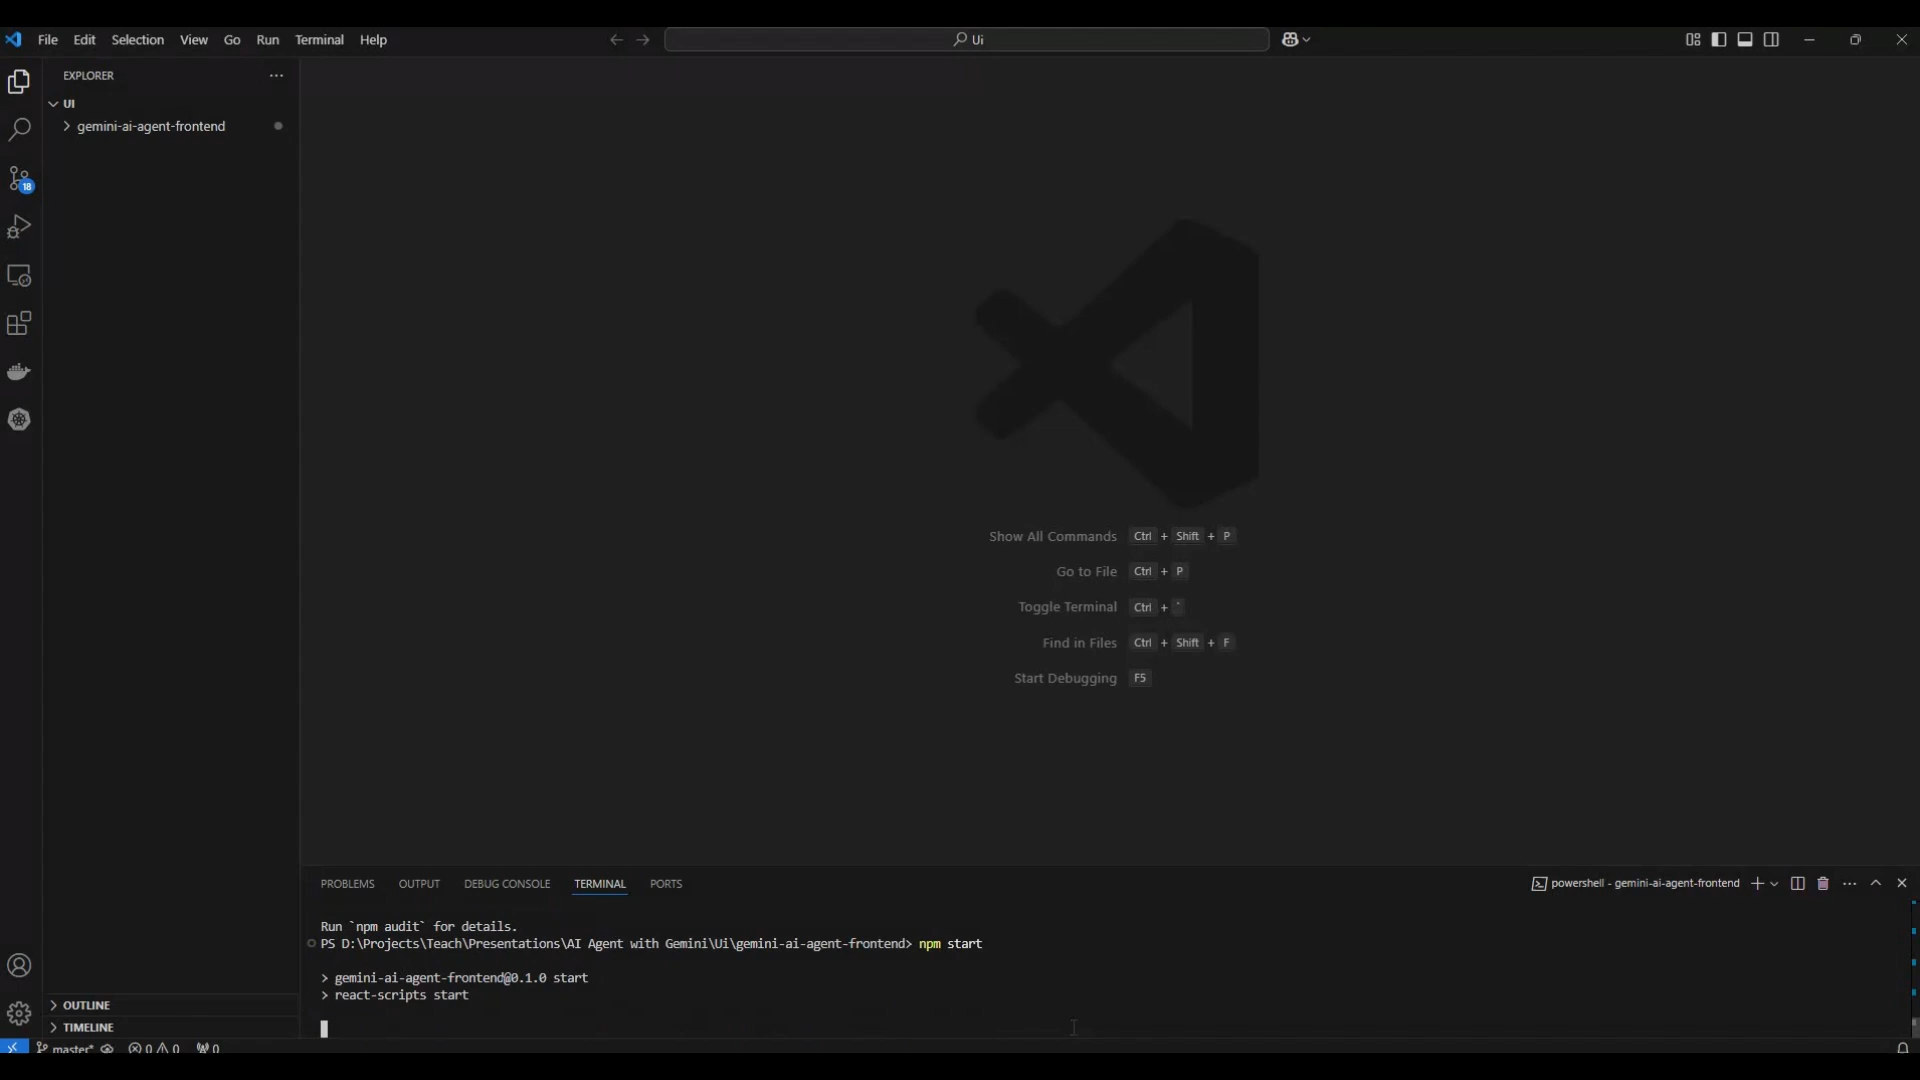 File Edit Selection View Go Run Terminal Help
Ui
EXPLORER
UI
gemini-ai-agent-frontend
18
Show All Commands Ctrl + Shift + P
Go to File Ctrl + P
Toggle Terminal Ctrl + `
Find in Files Ctrl + Shift + F
Start Debugging F5
PROBLEMS OUTPUT DEBUG CONSOLE TERMINAL PORTS
powershell - gemini-ai-agent-frontend
Run `npm audit` for details.
PS D:\Projects\Teach\Presentations\AI Agent with Gemini\Ui\gemini-ai-agent-frontend> npm start
> gemini-ai-agent-frontend@0.1.0 start
> react-scripts start
OUTLINE
TIMELINE
master* 0 0 0